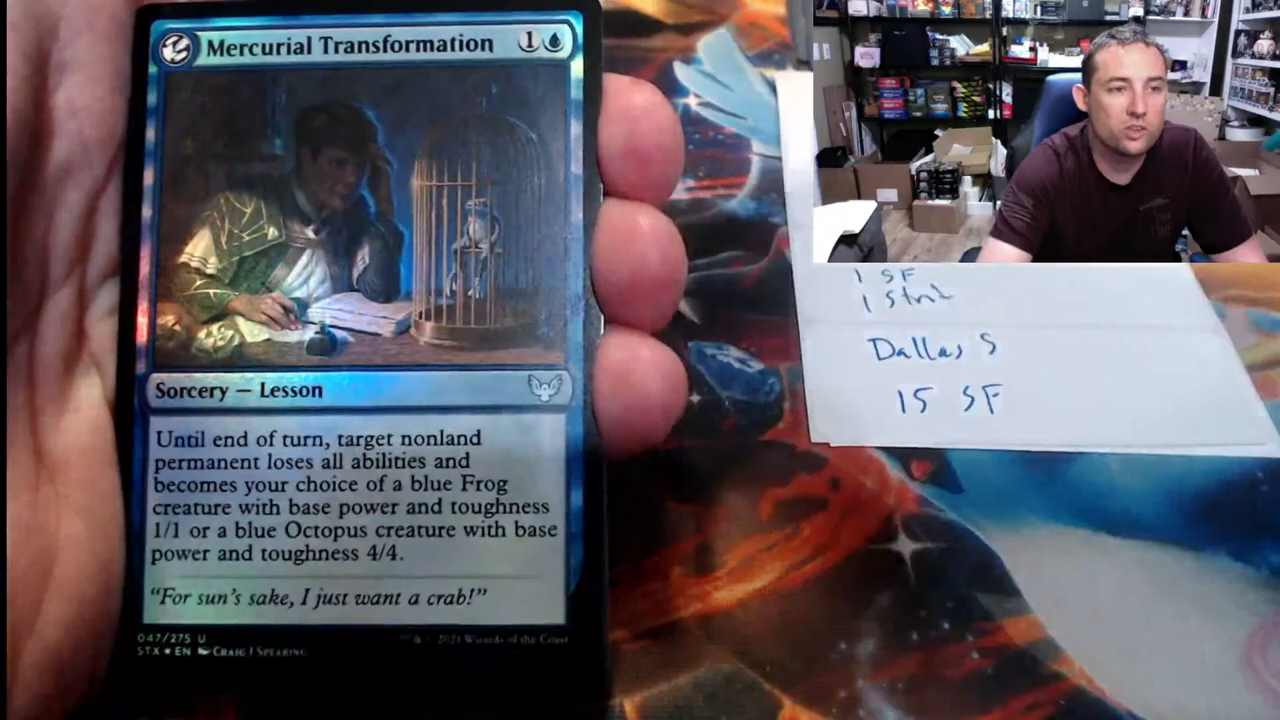 Mercurial Transformation 1
Sorcery — Lesson
Until end of turn, target nonland
permanent loses all abilities and
becomes your choice of a blue Frog
creature with base power and toughness
1/1 or a blue Octopus creature with base
power and toughness 4/4.
"For sun's sake, I just want a crab!"
047/275 U
STX ★ EN Craig J Spearing
™ & © 2021 Wizards of the Coast
1 SF
1 Strix
Dallas S
15 SF